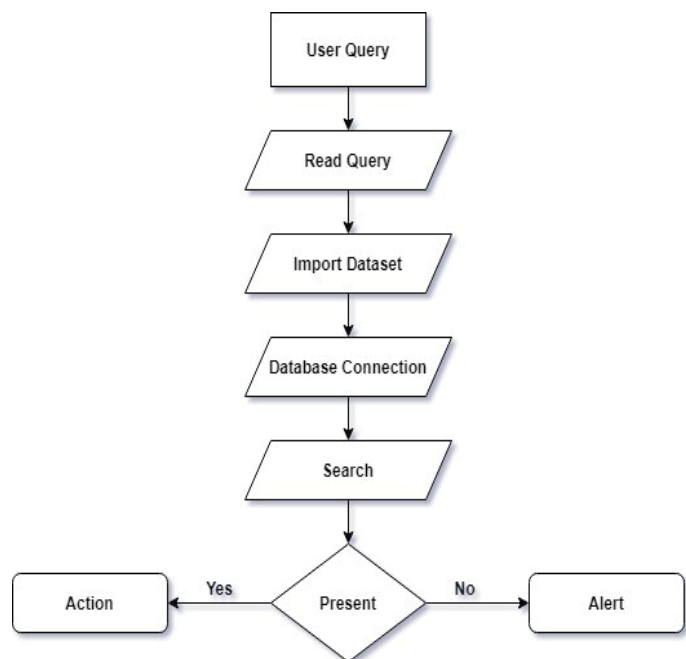 User Query
Read Query
Import Dataset
Database Connection
Search
Yes
No
Action
Present
Alert